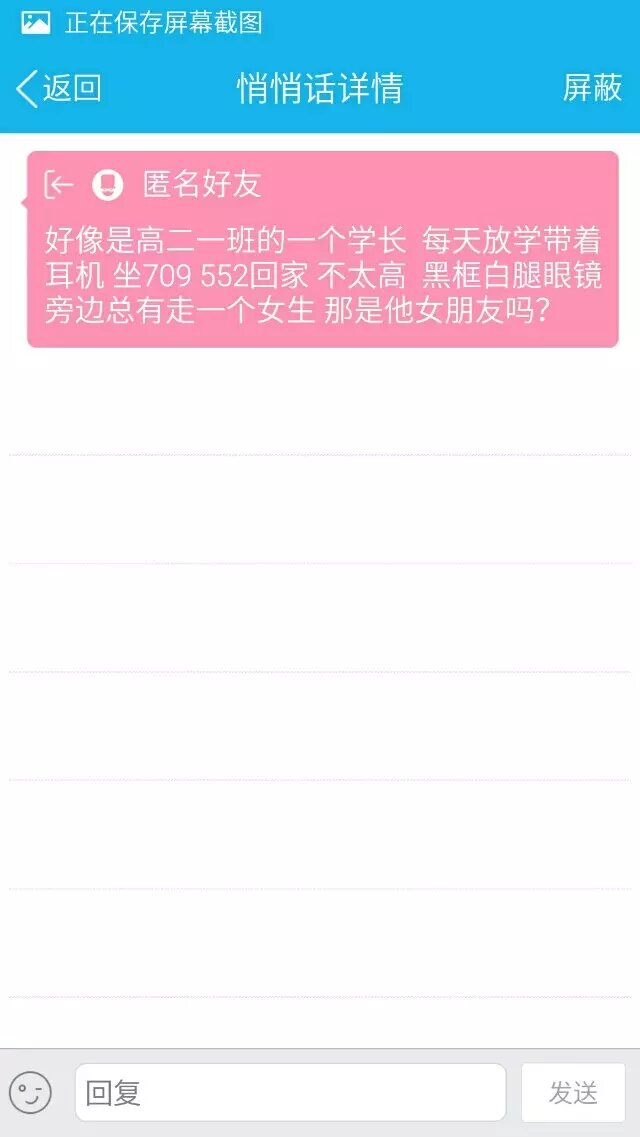 正在保存屏幕截图
返回 悄悄话详情 屏蔽
匿名好友
好像是高二一班的一个学长 每天放学带着
耳机 坐709 552回家 不太高 黑框白腿眼镜
旁边总有走一个女生 那是他女朋友吗?
回复 发送